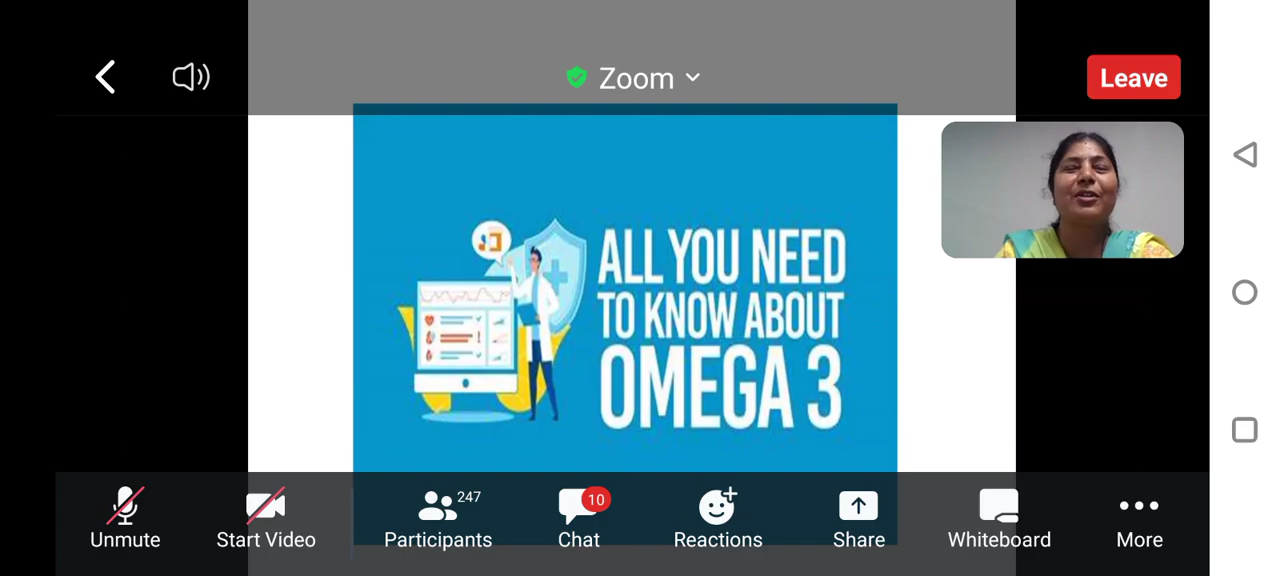 Zoom
Leave
ALL YOU NEED
TO KNOW ABOUT
OMEGA 3
247
10
Unmute
Start Video
Participants
Chat
Reactions
Share
Whiteboard
More